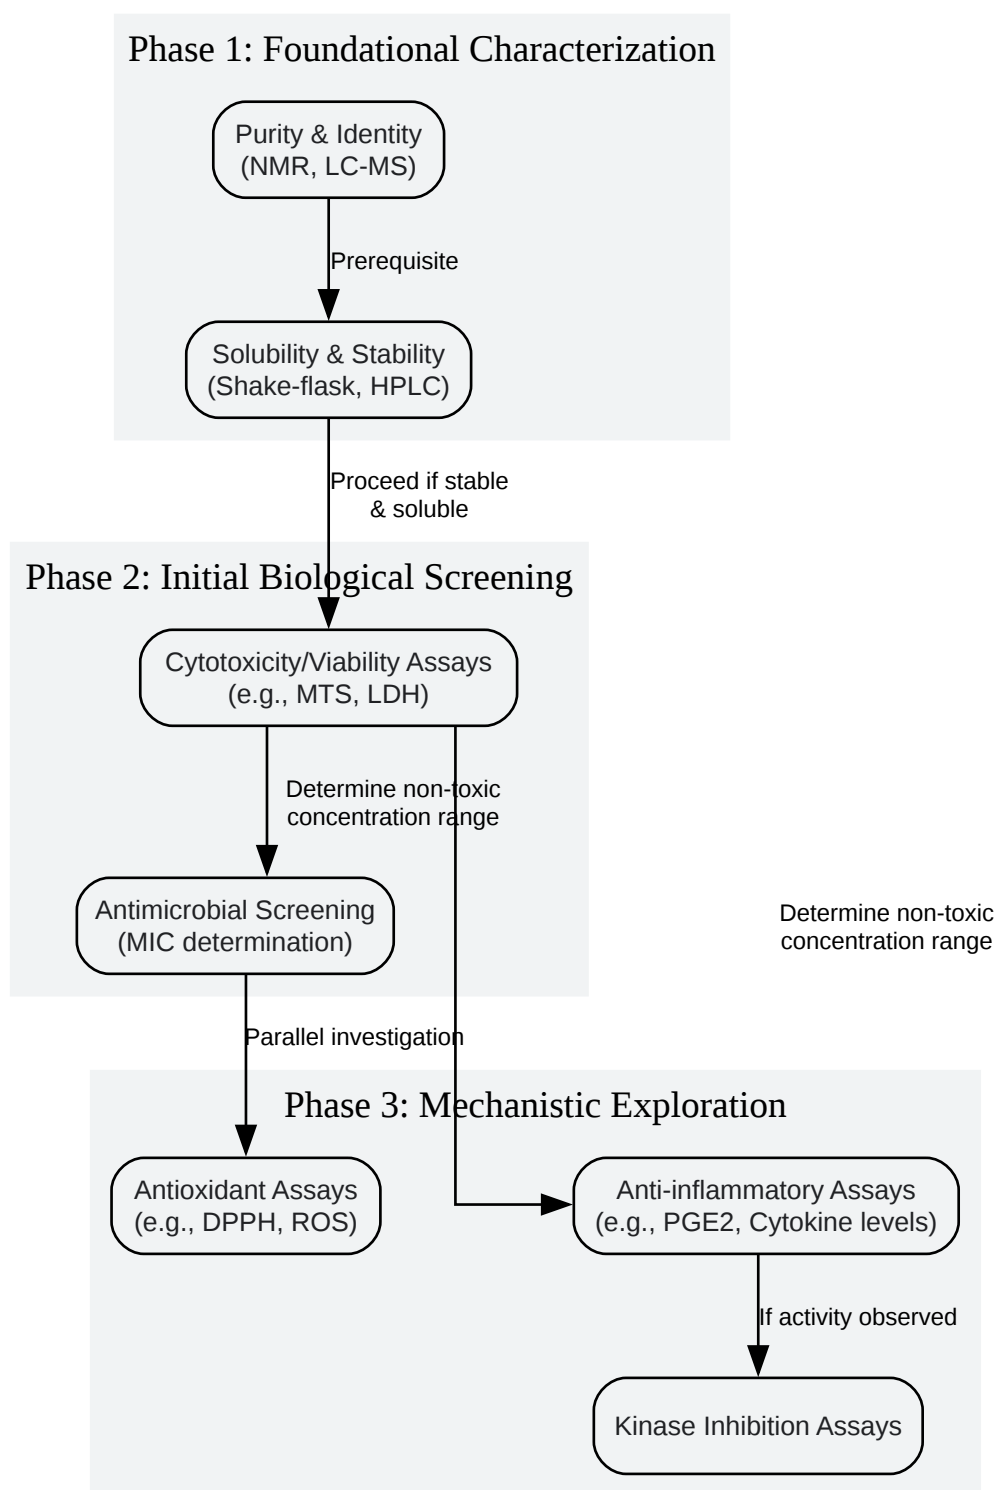 Phase 1: Foundational Characterization
Purity & Identity
(NMR, LC-MS)
Prerequisite
Solubility & Stability
(Shake-flask, HPLC)
Proceed if stable
& soluble
Phase 2: Initial Biological Screening
Cytotoxicity/Viability Assays
(e.g., MTS, LDH)
Determine non-toxic
concentration range
Antimicrobial Screening
(MIC determination)
Determine non-toxic
concentration range
Parallel investigation
Phase 3: Mechanistic Exploration
Antioxidant Assays
(e.g., DPPH, ROS)
Anti-inflammatory Assays
(e.g., PGE2, Cytokine levels)
If activity observed
Kinase Inhibition Assays